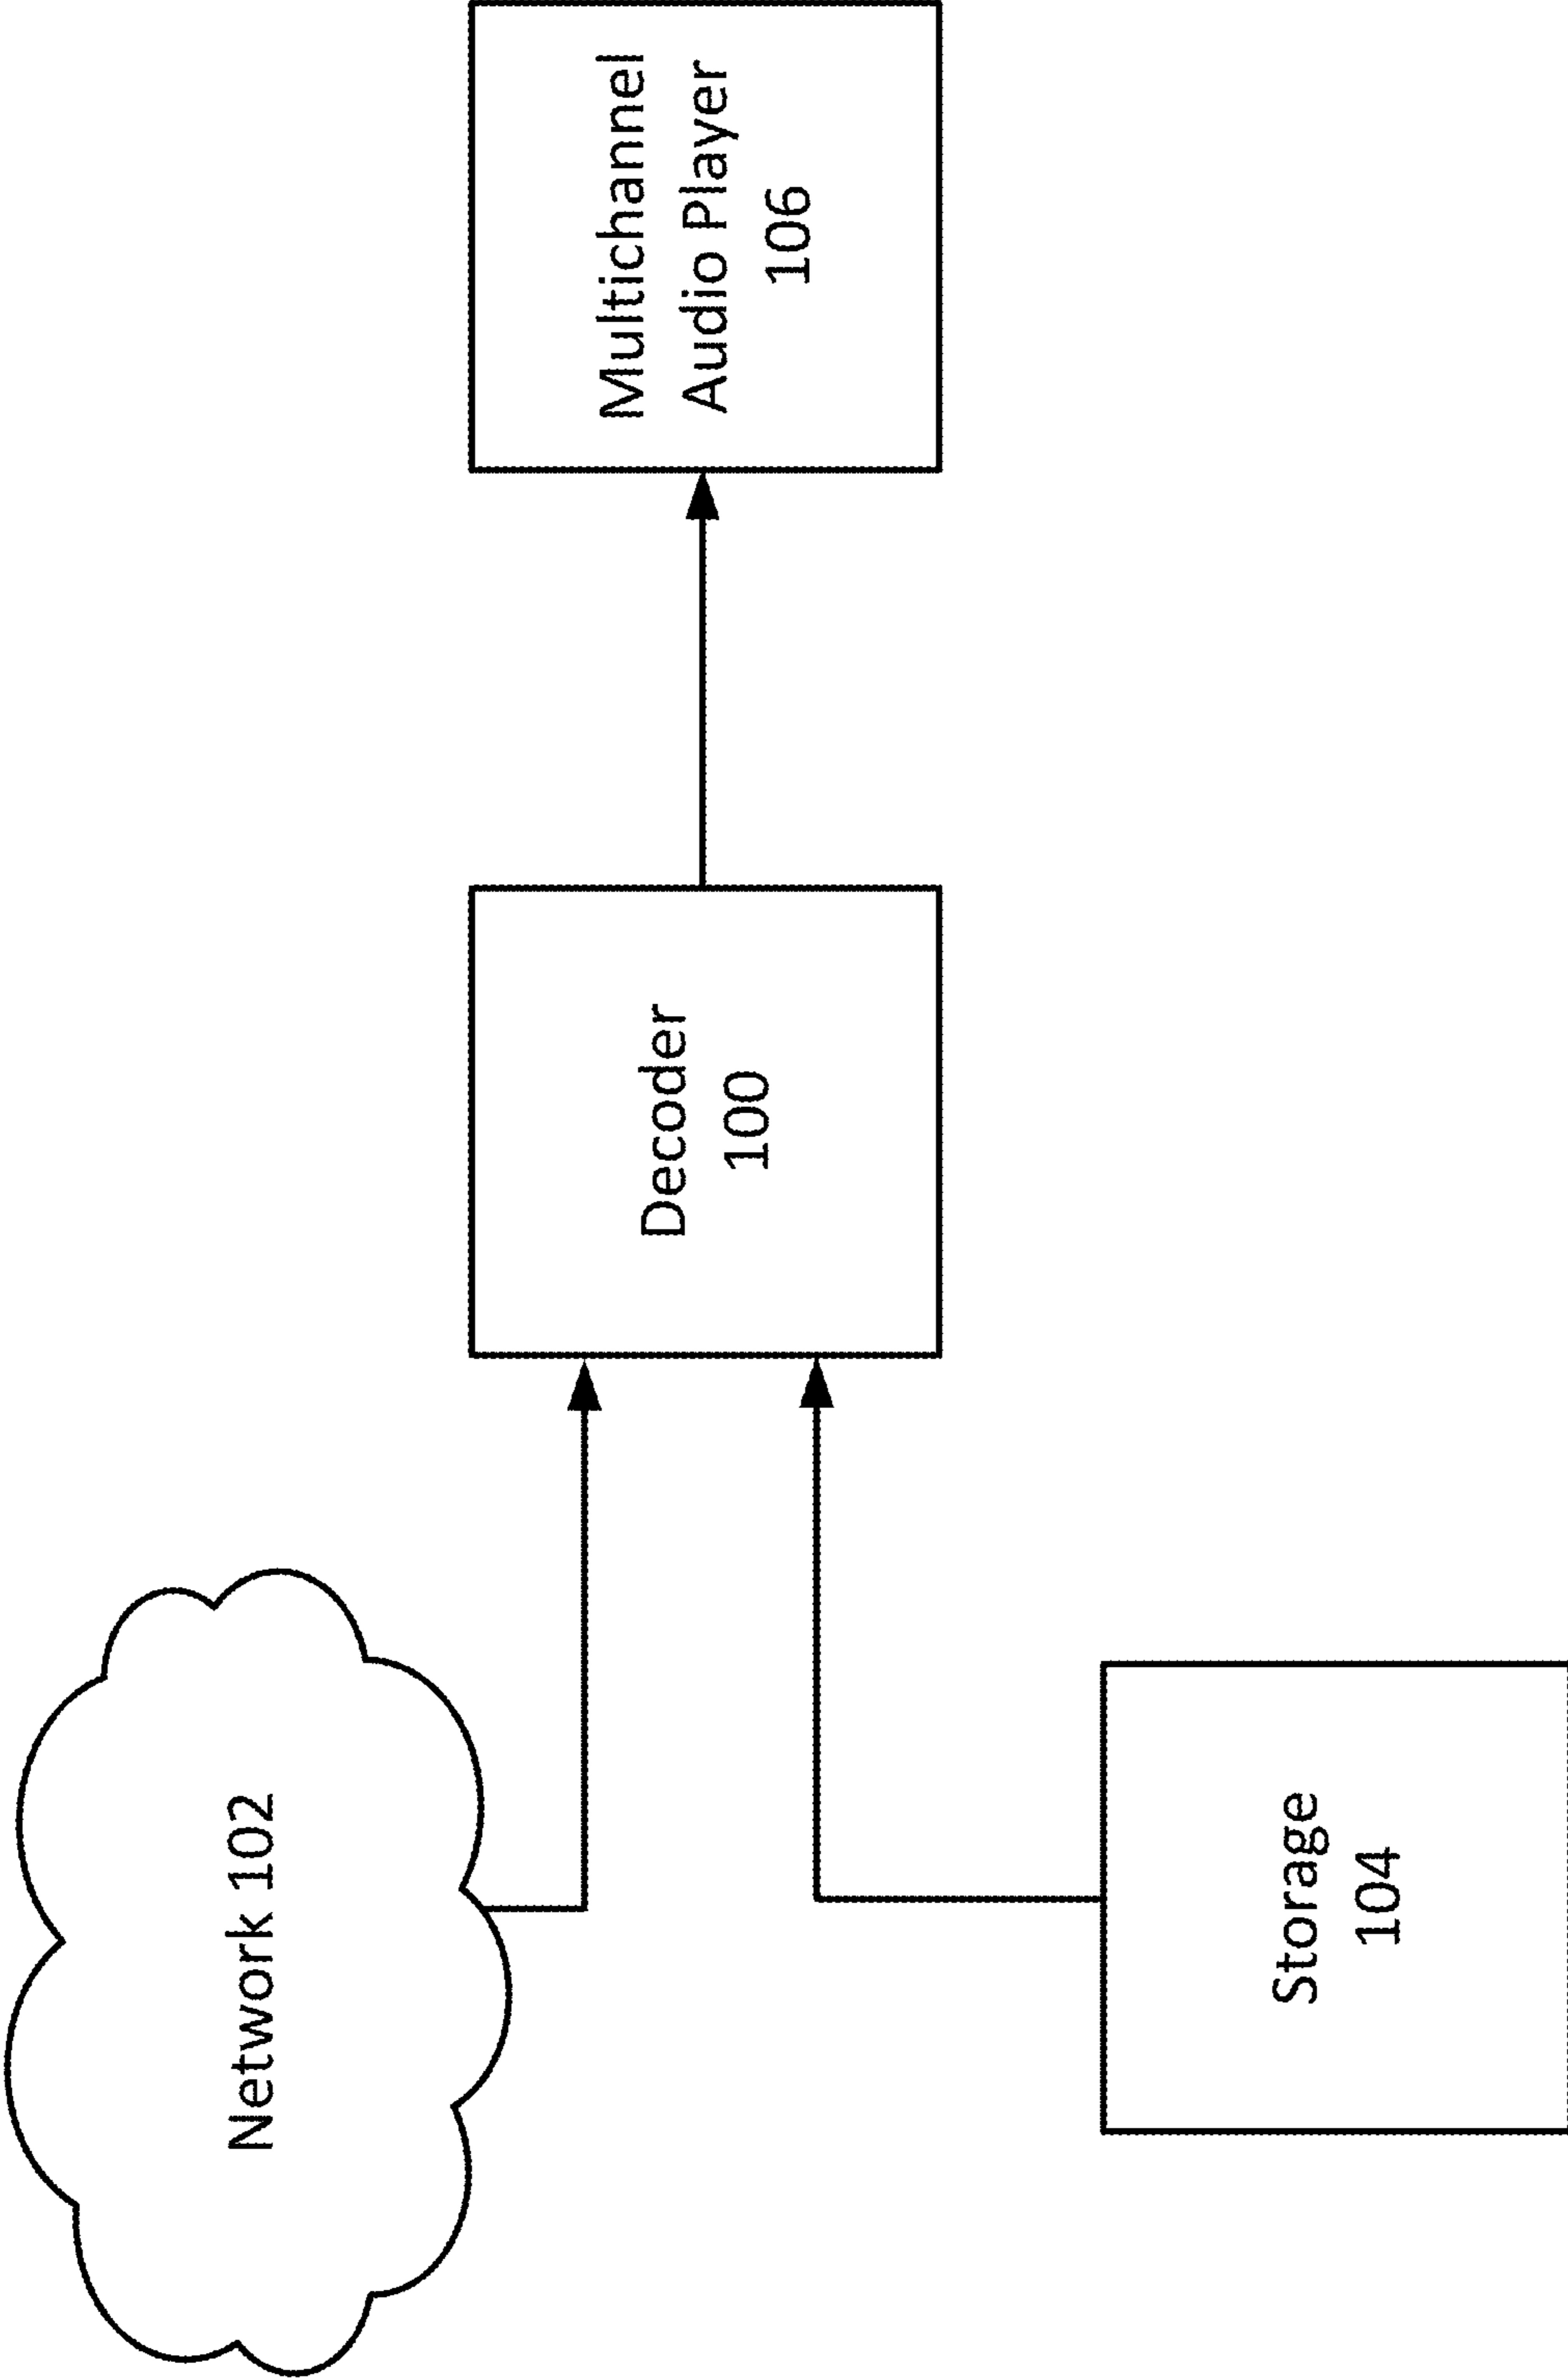 Network 102
Storage
104
Decoder
100
Multichannel
Audio Player
106